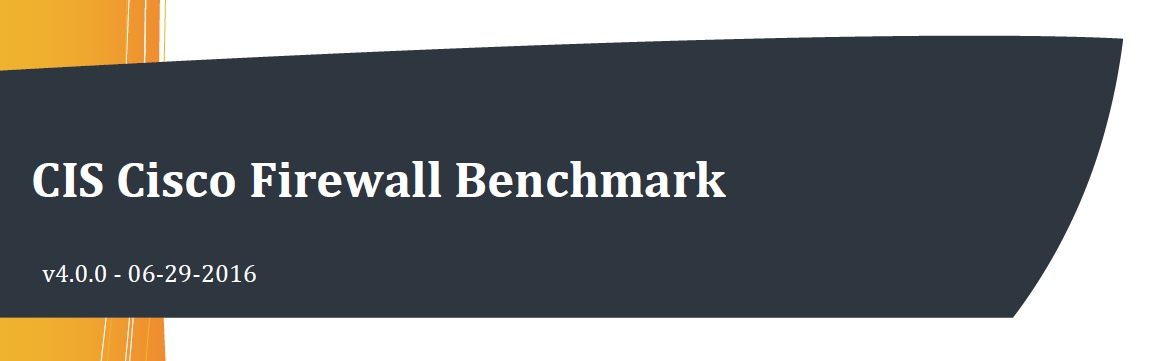 CIS Cisco Firewall Benchmark
v4.0.0 - 06-29-2016